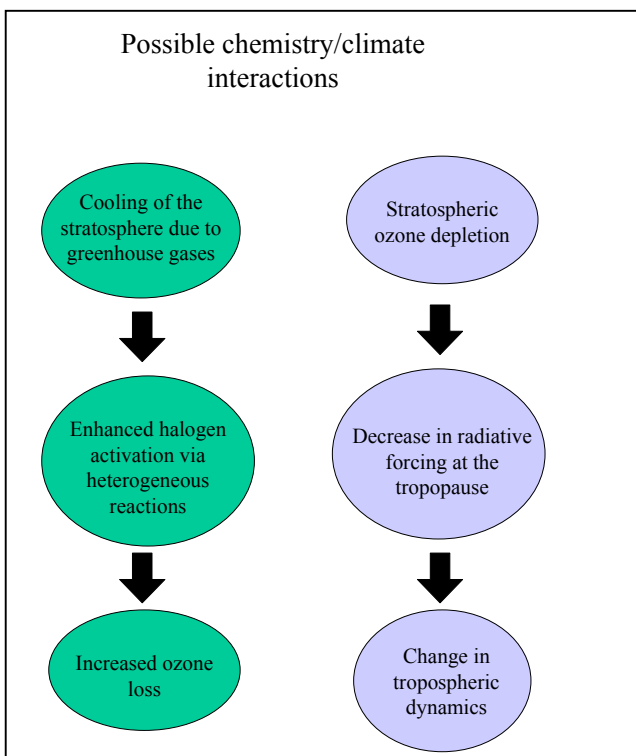 Possible chemistry/climate
interactions
Cooling of the
stratosphere due to
greenhouse gases
Enhanced halogen
activation via
heterogeneous
reactions
Increased ozone
loss
Stratospheric
ozone depletion
Decrease in radiative
forcing at the
tropopause
Change in
tropospheric
dynamics